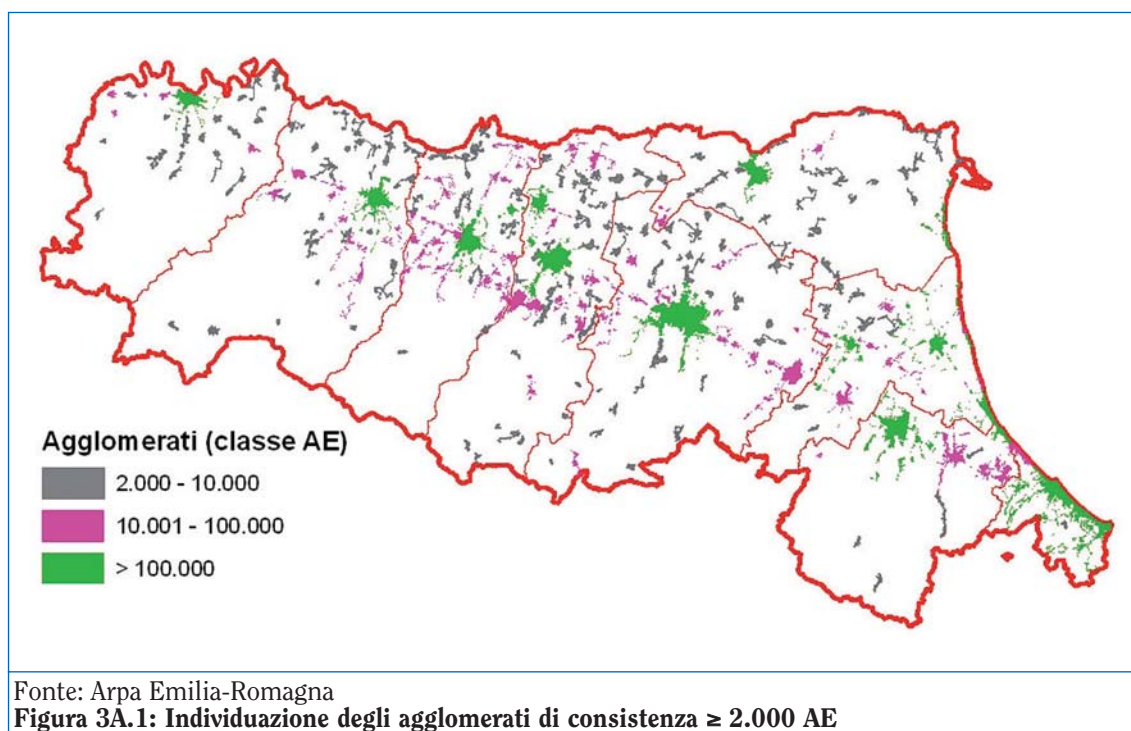 Agglomerati (classe AE)
2.000 - 10.000
10.001 - 100.000
> 100.000
Fonte: Arpa Emilia-Romagna
Figura 3A.1: Individuazione degli agglomerati di consistenza ≥ 2.000 AE